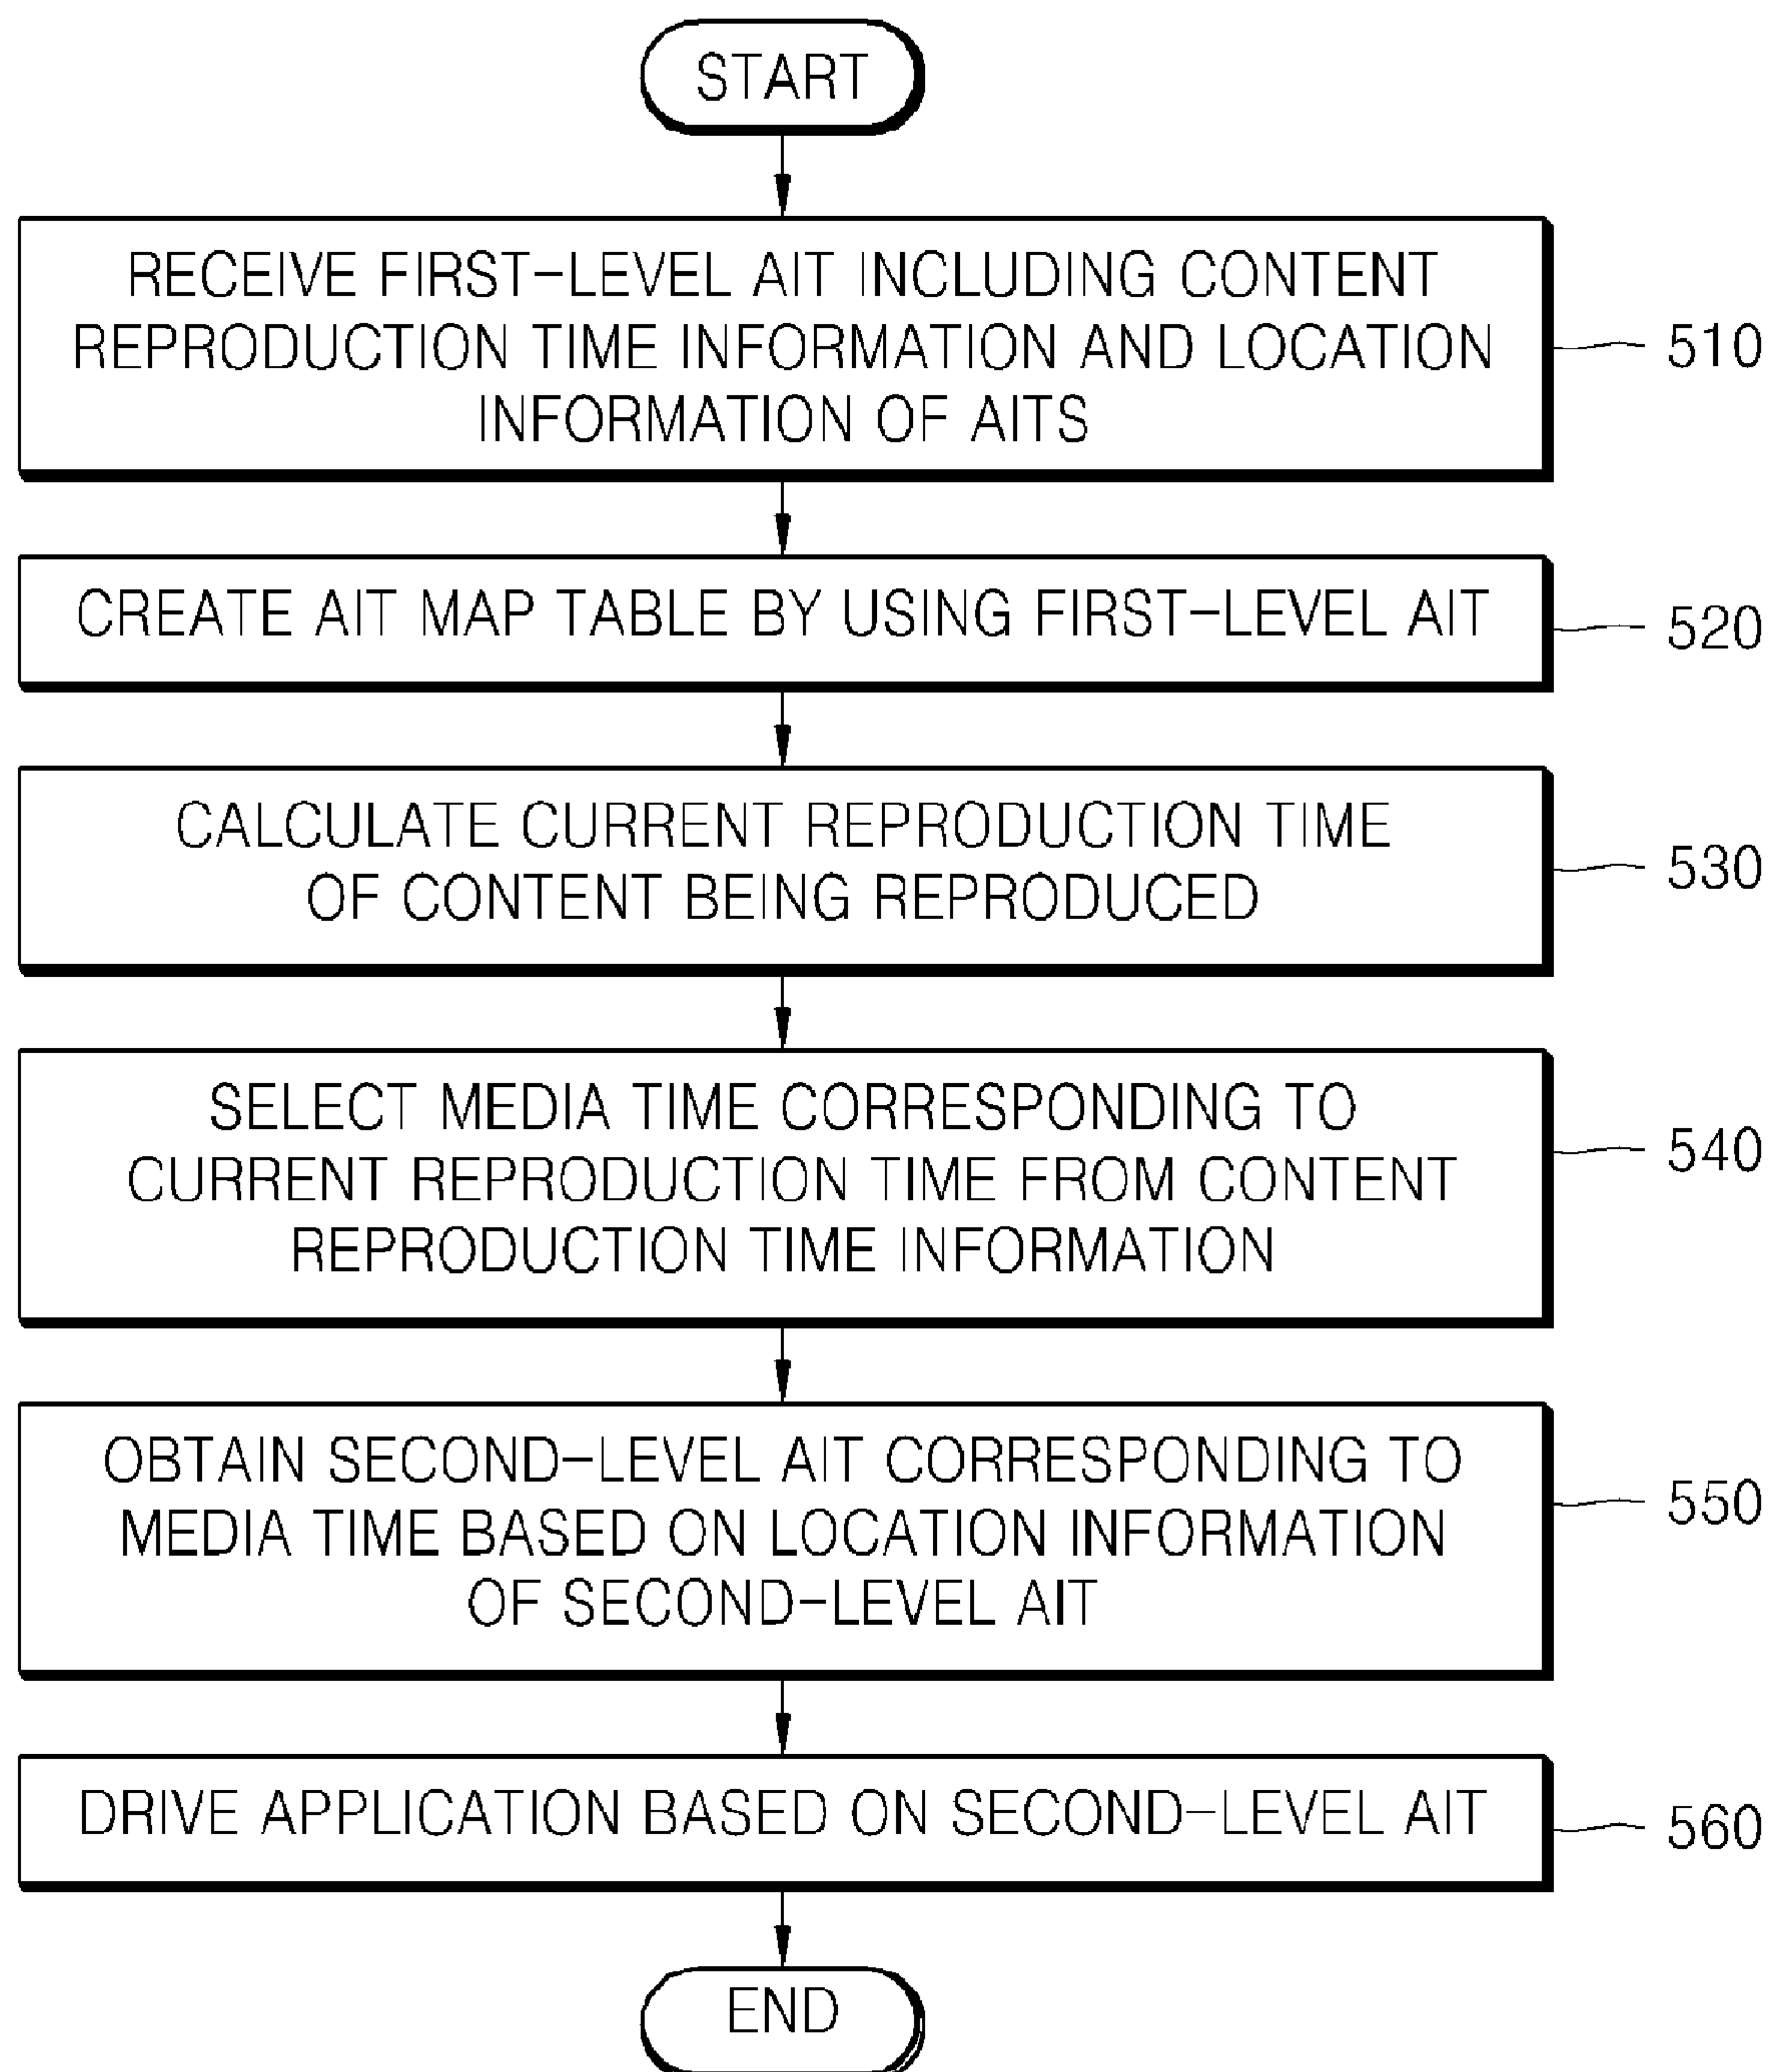 START
RECEIVE FIRST-LEVEL AIT INCLUDING CONTENT
REPRODUCTION TIME INFORMATION AND LOCATION
INFORMATION OF AITS
510
CREATE AIT MAP TABLE BY USING FIRST-LEVEL AIT
520
CALCULATE CURRENT REPRODUCTION TIME
OF CONTENT BEING REPRODUCED
530
SELECT MEDIA TIME CORRESPONDING TO
CURRENT REPRODUCTION TIME FROM CONTENT
REPRODUCTION TIME INFORMATION
540
OBTAIN SECOND-LEVEL AIT CORRESPONDING TO
MEDIA TIME BASED ON LOCATION INFORMATION
OF SECOND-LEVEL AIT
550
DRIVE APPLICATION BASED ON SECOND-LEVEL AIT
560
END